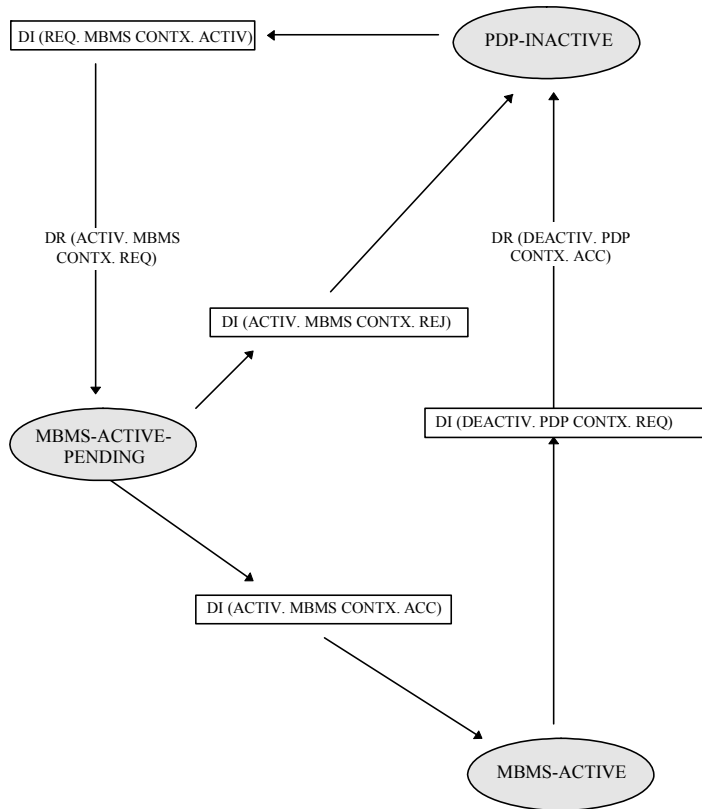 DI (REQ. MBMS CONTX. ACTIV)
PDP-INACTIVE
DR (ACTIV. MBMS
CONTX. REQ)
DR (DEACTIV. PDP
CONTX. ACC)
DI (ACTIV. MBMS CONTX. REJ)
MBMS-ACTIVE-
PENDING
DI (DEACTIV. PDP CONTX. REQ)
DI (ACTIV. MBMS CONTX. ACC)
MBMS-ACTIVE